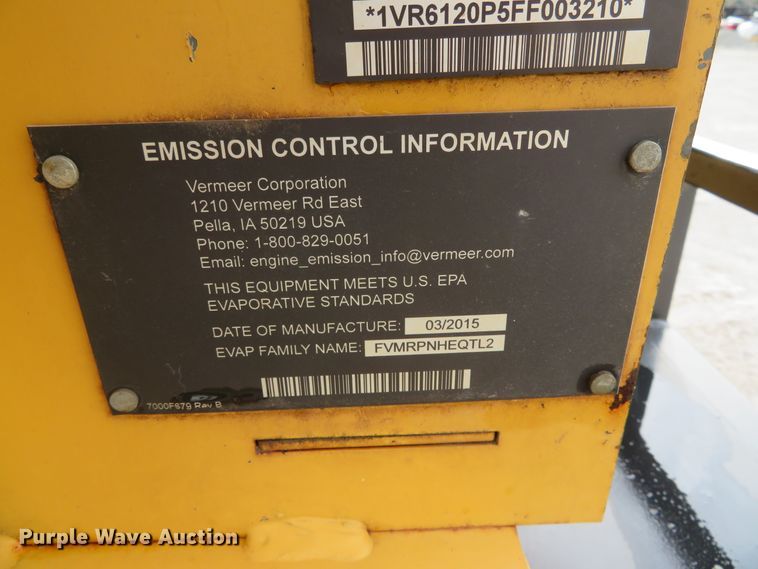 *1VR6120P5FF003210*
EMISSION CONTROL INFORMATION
Vermeer Corporation
1210 Vermeer Rd East
Pella, IA 50219 USA
Phone: 1-800-829-0051
Email: engine_emission_info@vermeer.com
THIS EQUIPMENT MEETS U.S. EPA
EVAPORATIVE STANDARDS
DATE OF MANUFACTURE: 03/2015
EVAP FAMILY NAME: FVMRPNHEQTL2
7000F679 Rev B
Purple Wave Auction